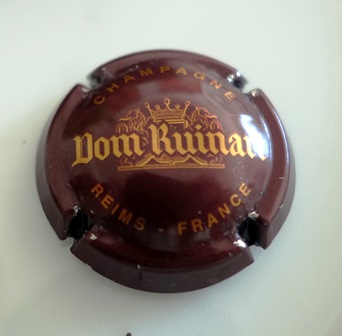 CHAMPAGNE
Dom Ruinart
REIMS - FRANCE